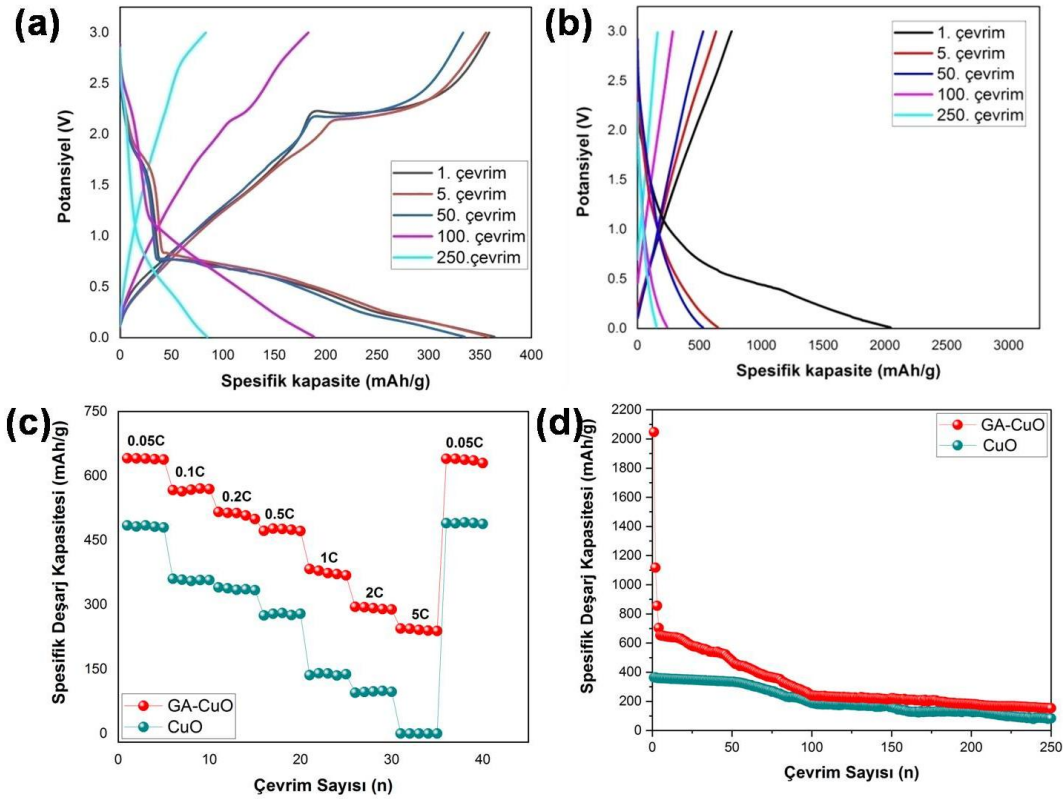 (a)
3.0
2.5
2.0
1.5
1.0
0.5
0.0
Potansiyel (V)
1. çevrim
5. çevrim
50. çevrim
100. çevrim
250.çevrim
0 50 100 150 200 250 300 350 400
Spesifik kapasite (mAh/g)
(b)
3.0
2.5
2.0
1.5
1.0
0.5
0.0
Potansiyel (V)
1. çevrim
5. çevrim
50. çevrim
100. çevrim
250. çevrim
0 500 1000 1500 2000 2500 3000
Spesifik kapasite (mAh/g)
(c)
750
600
450
300
150
0
Spesifik Deşarj Kapasitesi (mAh/g)
0.05C
0.1C
0.2C
0.5C
1C
2C
5C
0.05C
GA-CuO
CuO
0 10 20 30 40
Çevrim Sayısı (n)
(d)
2200
2000
1800
1600
1400
1200
1000
800
600
400
200
0
Spesifik Deşarj Kapasitesi (mAh/g)
GA-CuO
CuO
0 50 100 150 200 250
Çevrim Sayısı (n)